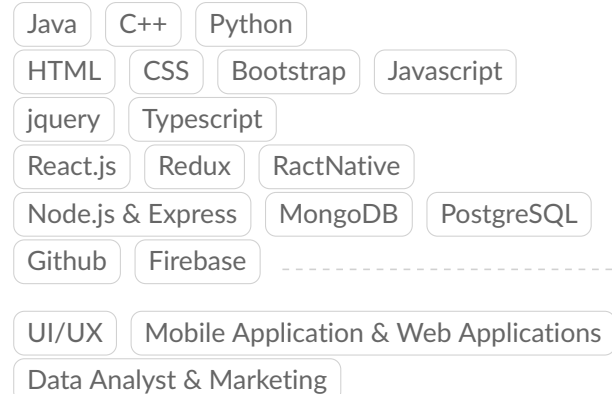 Java C++ Python
HTML CSS Bootstrap Javascript
jquery Typescript
React.js Redux RactNative
Node.js & Express MongoDB PostgreSQL
Github Firebase
UI/UX Mobile Application & Web Applications
Data Analyst & Marketing